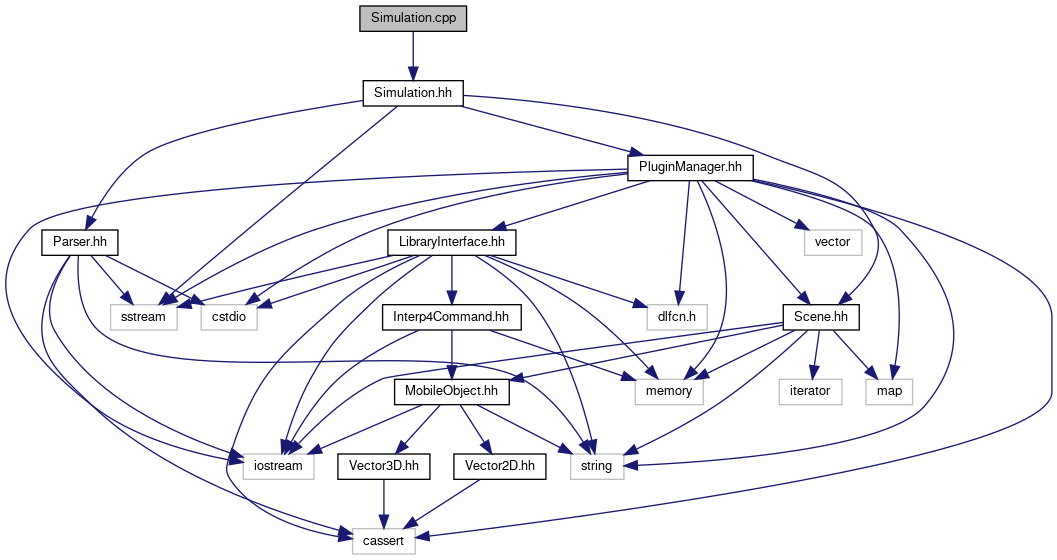 Simulation.cpp
Simulation.hh
PluginManager.hh
Parser.hh
LibraryInterface.hh
vector
sstream
cstdio
Interp4Command.hh
dlfcn.h
Scene.hh
MobileObject.hh
memory
iterator
map
iostream
Vector3D.hh
Vector2D.hh
string
cassert